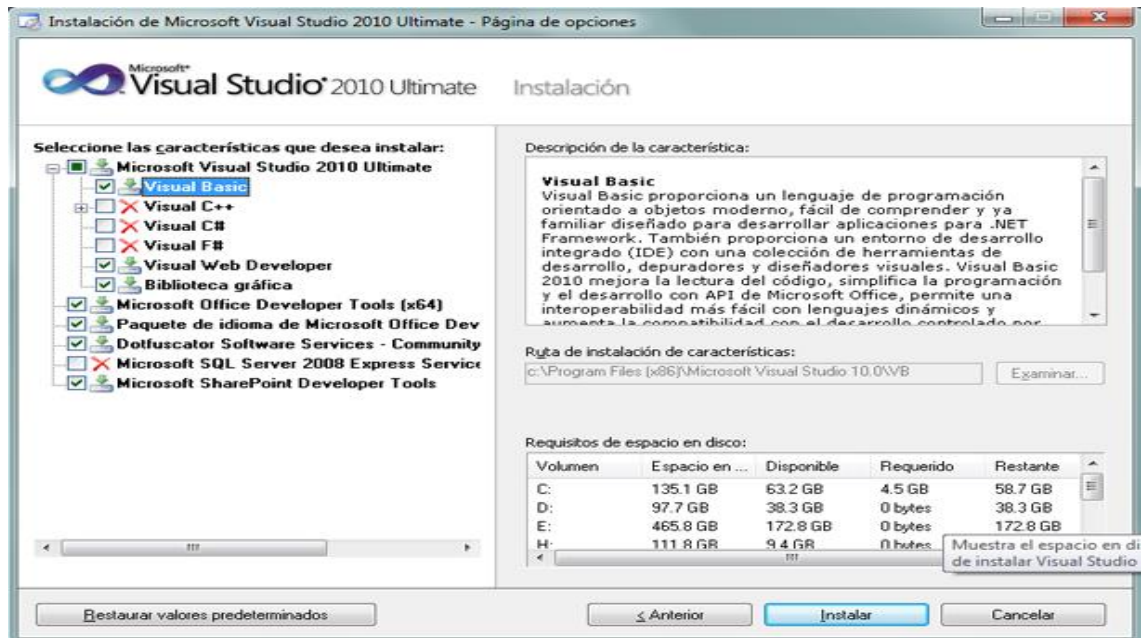 Instalación de Microsoft Visual Studio 2010 Ultimate - Página de opciones
Microsoft
Visual Studio 2010 Ultimate
Instalación
Seleccione las características que desea instalar:
Microsoft Visual Studio 2010 Ultimate
Visual Basic
Visual C++
Visual C#
Visual F#
Visual Web Developer
Biblioteca gráfica
Microsoft Office Developer Tools (x64)
Paquete de idioma de Microsoft Office Dev
Dotfuscator Software Services - Community
Microsoft SQL Server 2008 Express Service
Microsoft SharePoint Developer Tools
Descripción de la característica:
Visual Basic
Visual Basic proporciona un lenguaje de programación
orientado a objetos moderno, fácil de comprender y ya
familiar diseñado para desarrollar aplicaciones para .NET
Framework. También proporciona un entorno de desarrollo
integrado (IDE) con una colección de herramientas de
desarrollo, depuradores y diseñadores visuales. Visual Basic
2010 mejora la lectura del código, simplifica la programación
y el desarrollo con API de Microsoft Office, permite una
interoperabilidad más fácil con lenguajes dinámicos y
aumenta la compatibilidad con el desarrollo controlado por
Ruta de instalación de características:
c:\Program Files (x86)\Microsoft Visual Studio 10.0\VB
Examinar...
Requisitos de espacio en disco:
Volumen Espacio en ... Disponible Requerido Restante
C: 135.1 GB 63.2 GB 4.5 GB 58.7 GB
D: 97.7 GB 38.3 GB 0 bytes 38.3 GB
E: 465.8 GB 172.8 GB 0 bytes 172.8 GB
H: 111.8 GB 9.4 GB 0 bytes
Muestra el espacio en di
de instalar Visual Studio
Restaurar valores predeterminados
< Anterior
Instalar
Cancelar